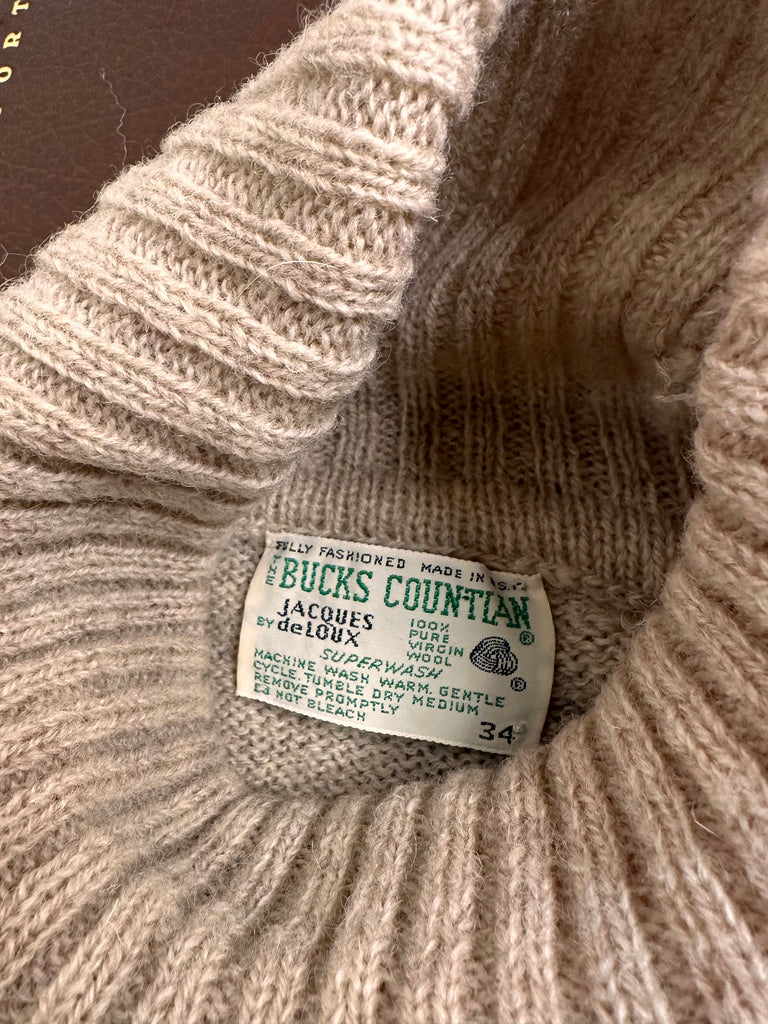 ORT
FULLY FASHIONED MADE IN U.S.A.
THE BUCKS COUNTIAN ®
BY JACQUES deLOUX
100% PURE VIRGIN WOOL
®
SUPERWASH
MACHINE WASH WARM, GENTLE
CYCLE, TUMBLE DRY MEDIUM
REMOVE PROMPTLY
DO NOT BLEACH
34